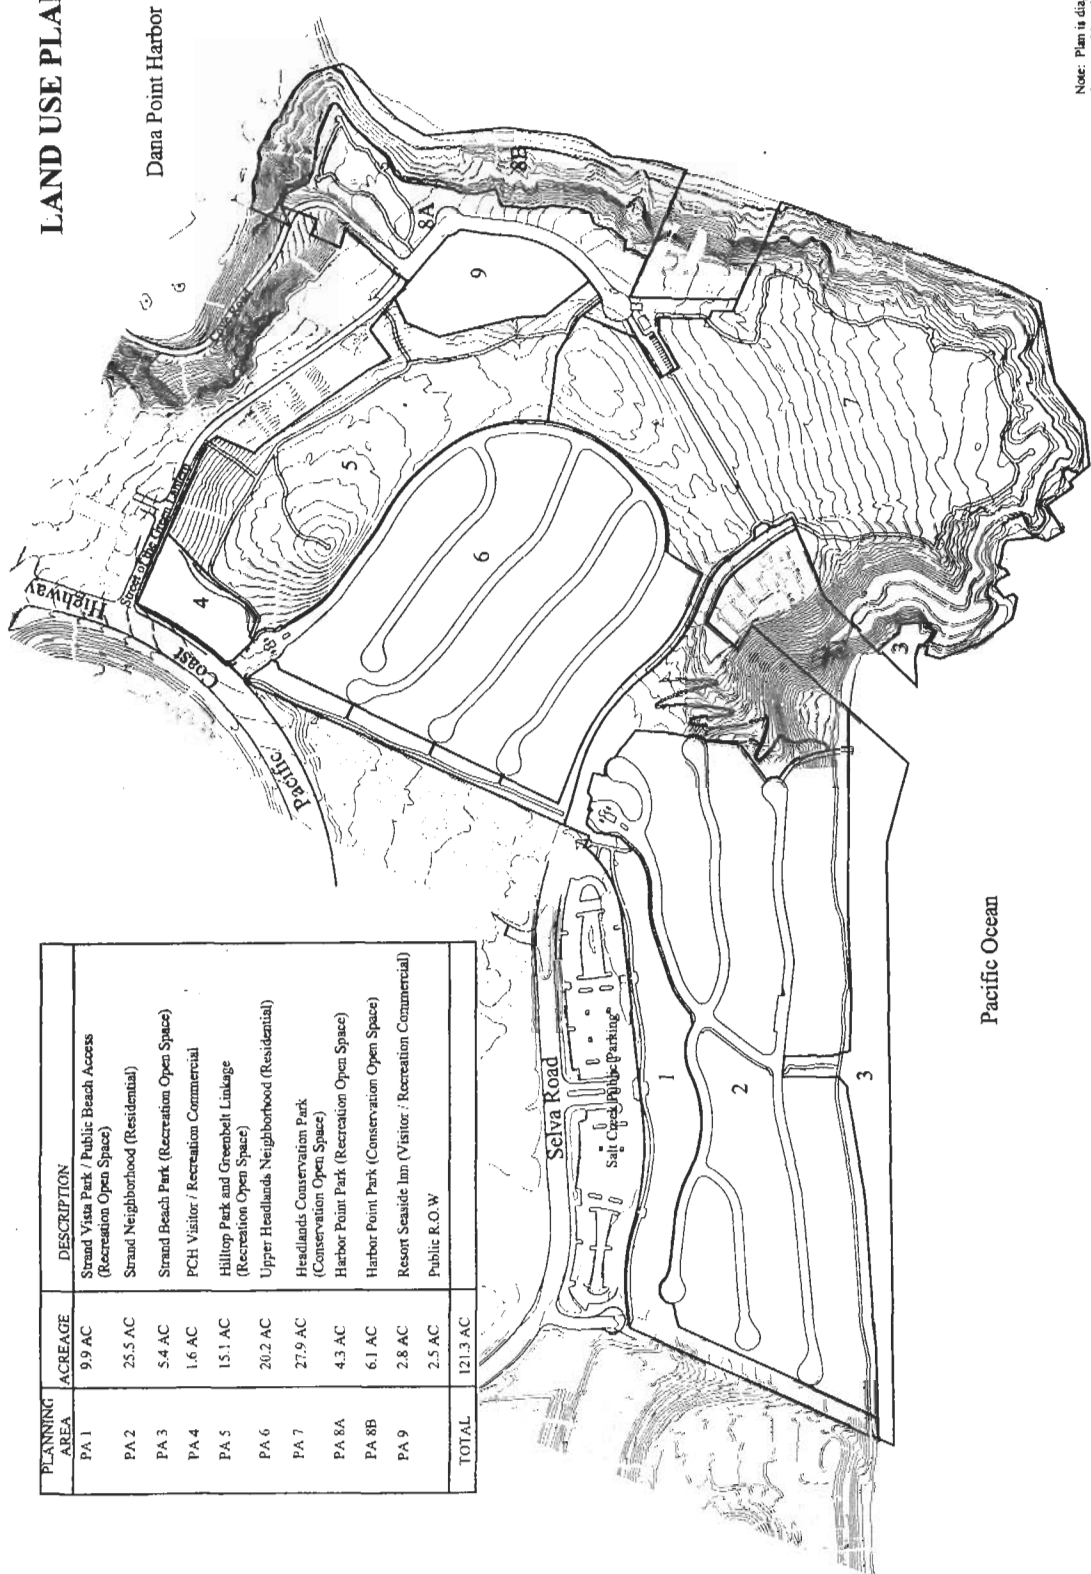 LAND USE PLA
Dana Point Harbor
Note: Plan is dia
PLANNING AREA ACREAGE DESCRIPTION
PA 1 9.9 AC Strand Vista Park / Public Beach Access
(Recreation Open Space)
PA 2 25.5 AC Strand Neighborhood (Residential)
PA 3 5.4 AC Strand Beach Park (Recreation Open Space)
PA 4 1.6 AC PCH Visitor / Recreation Commercial
PA 5 15.1 AC Hilltop Park and Greenbelt Linkage
(Recreation Open Space)
PA 6 20.2 AC Upper Headlands Neighborhood (Residential)
PA 7 27.9 AC Headlands Conservation Park
(Conservation Open Space)
PA 8A 4.3 AC Harbor Point Park (Recreation Open Space)
PA 8B 6.1 AC Harbor Point Park (Conservation Open Space)
PA 9 2.8 AC Resort Seaside Inn (Visitor / Recreation Commercial)
2.5 AC Public R.O.W
TOTAL 121.3 AC
Pacific Coast Highway
Street of the Green Lantern
Selva Road
Salt Creek Public Parking
1
2
3
3
4
5
6
7
8A
8B
9
Pacific Ocean